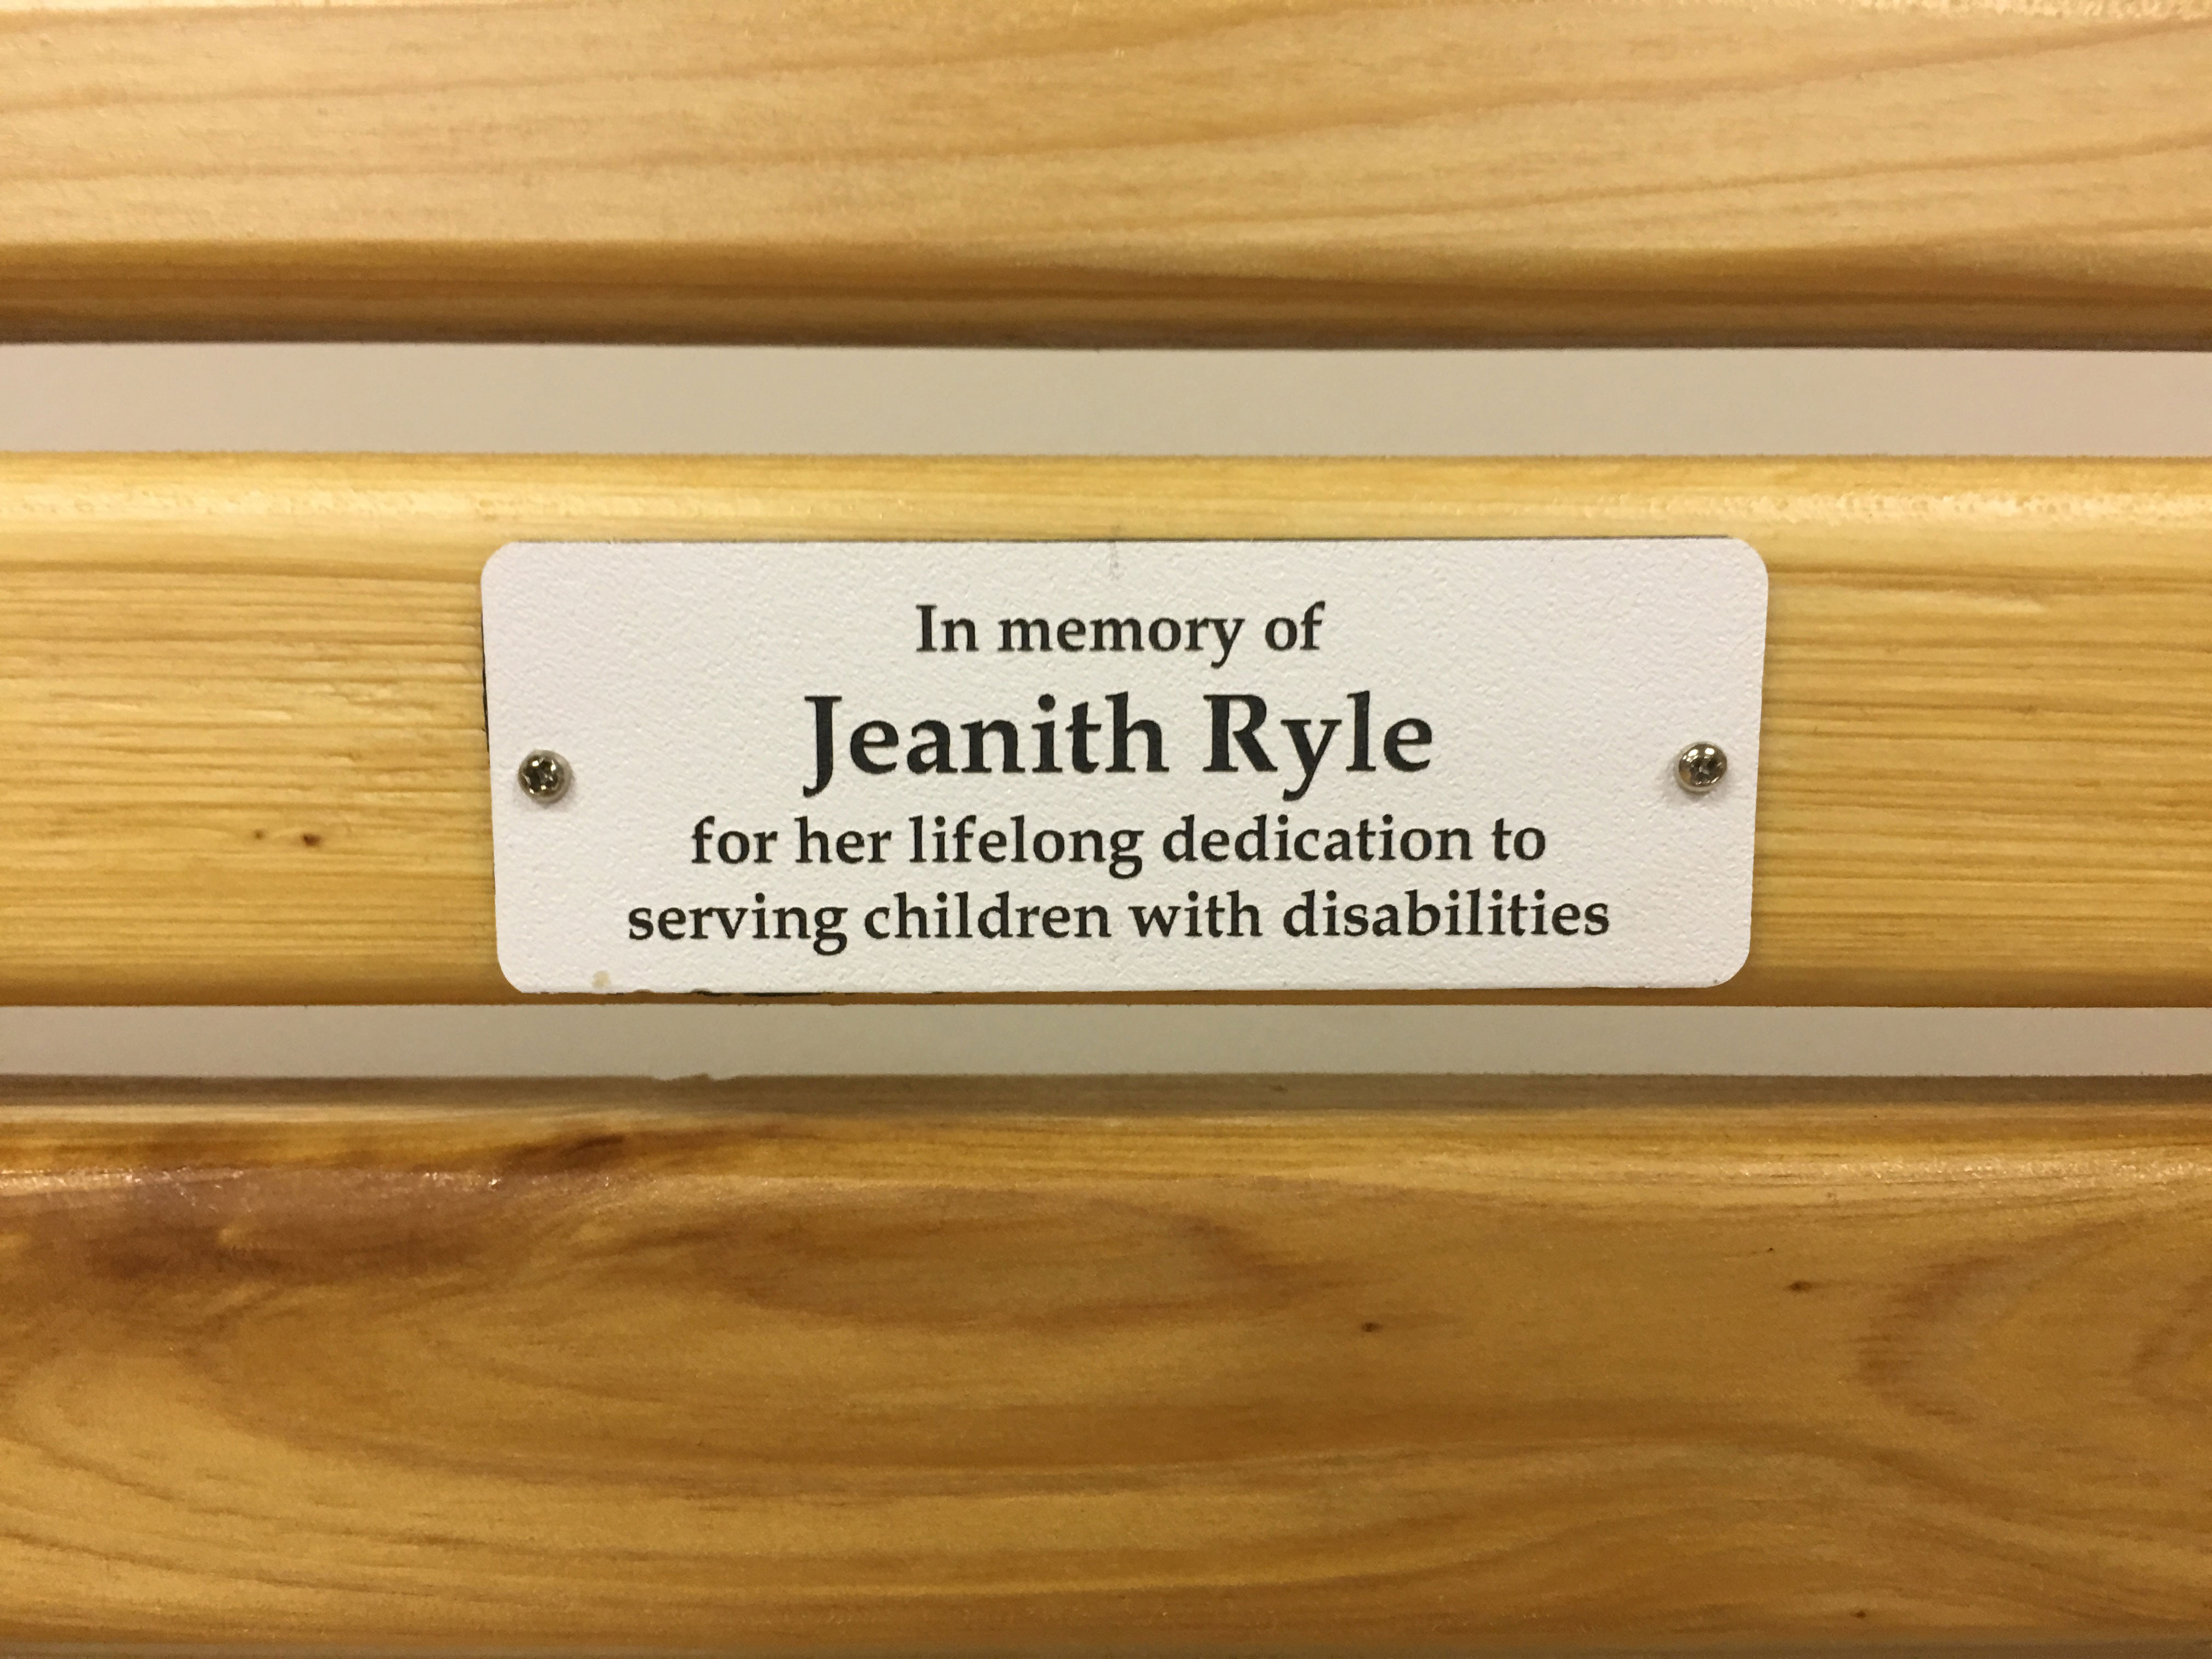 In memory of
Jeanith Ryle
for her lifelong dedication to
serving children with disabilities